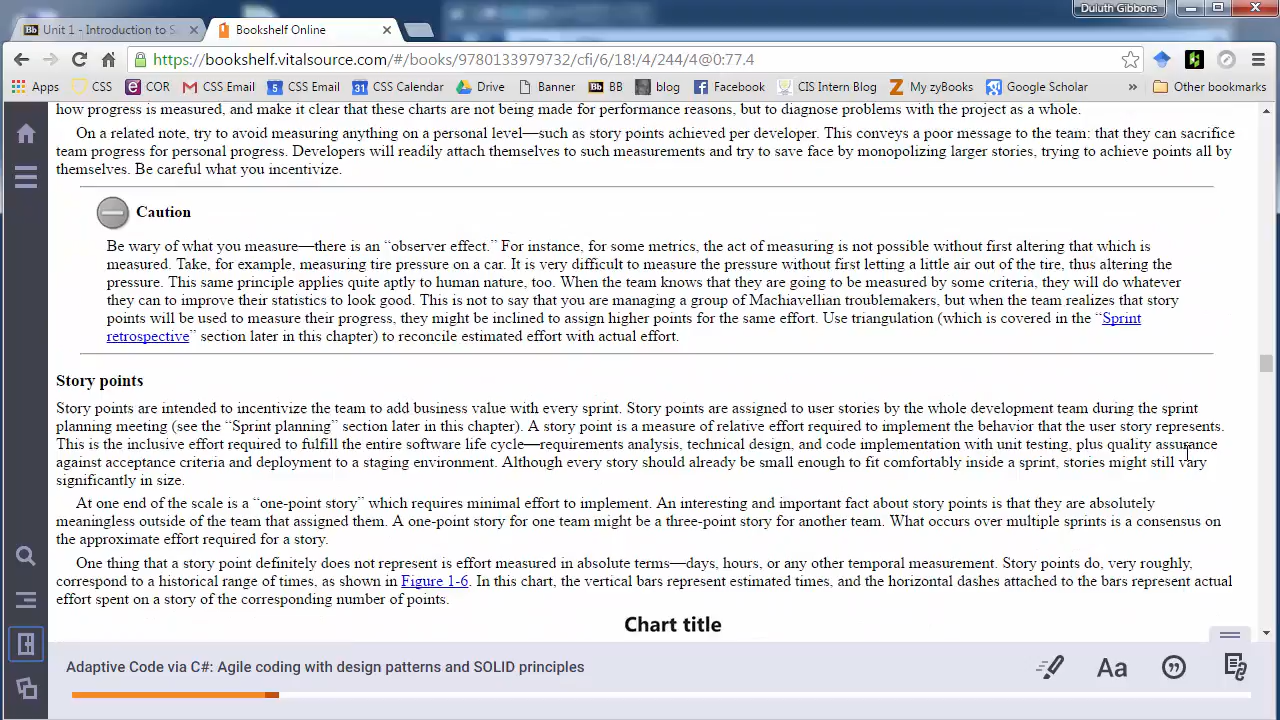 Duluth Gibbons
Unit 1 - Introduction to S
Bookshelf Online
https://bookshelf.vitalsource.com/#/books/9780133979732/cfi/6/18!/4/244/4@0:77.4
Apps CSS COR CSS Email CSS Email CSS Calendar Drive Banner BB blog Facebook CIS Intern Blog My zyBooks Google Scholar » Other bookmarks
how progress is measured, and make it clear that these charts are not being made for performance reasons, but to diagnose problems with the project as a whole.
On a related note, try to avoid measuring anything on a personal level—such as story points achieved per developer. This conveys a poor message to the team: that they can sacrifice
team progress for personal progress. Developers will readily attach themselves to such measurements and try to save face by monopolizing larger stories, trying to achieve points all by
themselves. Be careful what you incentivize.
Caution
Be wary of what you measure—there is an “observer effect.” For instance, for some metrics, the act of measuring is not possible without first altering that which is
measured. Take, for example, measuring tire pressure on a car. It is very difficult to measure the pressure without first letting a little air out of the tire, thus altering the
pressure. This same principle applies quite aptly to human nature, too. When the team knows that they are going to be measured by some criteria, they will do whatever
they can to improve their statistics to look good. This is not to say that you are managing a group of Machiavellian troublemakers, but when the team realizes that story
points will be used to measure their progress, they might be inclined to assign higher points for the same effort. Use triangulation (which is covered in the “Sprint
retrospective” section later in this chapter) to reconcile estimated effort with actual effort.
Story points
Story points are intended to incentivize the team to add business value with every sprint. Story points are assigned to user stories by the whole development team during the sprint
planning meeting (see the “Sprint planning” section later in this chapter). A story point is a measure of relative effort required to implement the behavior that the user story represents.
This is the inclusive effort required to fulfill the entire software life cycle—requirements analysis, technical design, and code implementation with unit testing, plus quality assurance
against acceptance criteria and deployment to a staging environment. Although every story should already be small enough to fit comfortably inside a sprint, stories might still vary
significantly in size.
At one end of the scale is a “one-point story” which requires minimal effort to implement. An interesting and important fact about story points is that they are absolutely
meaningless outside of the team that assigned them. A one-point story for one team might be a three-point story for another team. What occurs over multiple sprints is a consensus on
the approximate effort required for a story.
One thing that a story point definitely does not represent is effort measured in absolute terms—days, hours, or any other temporal measurement. Story points do, very roughly,
correspond to a historical range of times, as shown in Figure 1-6. In this chart, the vertical bars represent estimated times, and the horizontal dashes attached to the bars represent actual
effort spent on a story of the corresponding number of points.
Chart title
Adaptive Code via C#: Agile coding with design patterns and SOLID principles
Aa